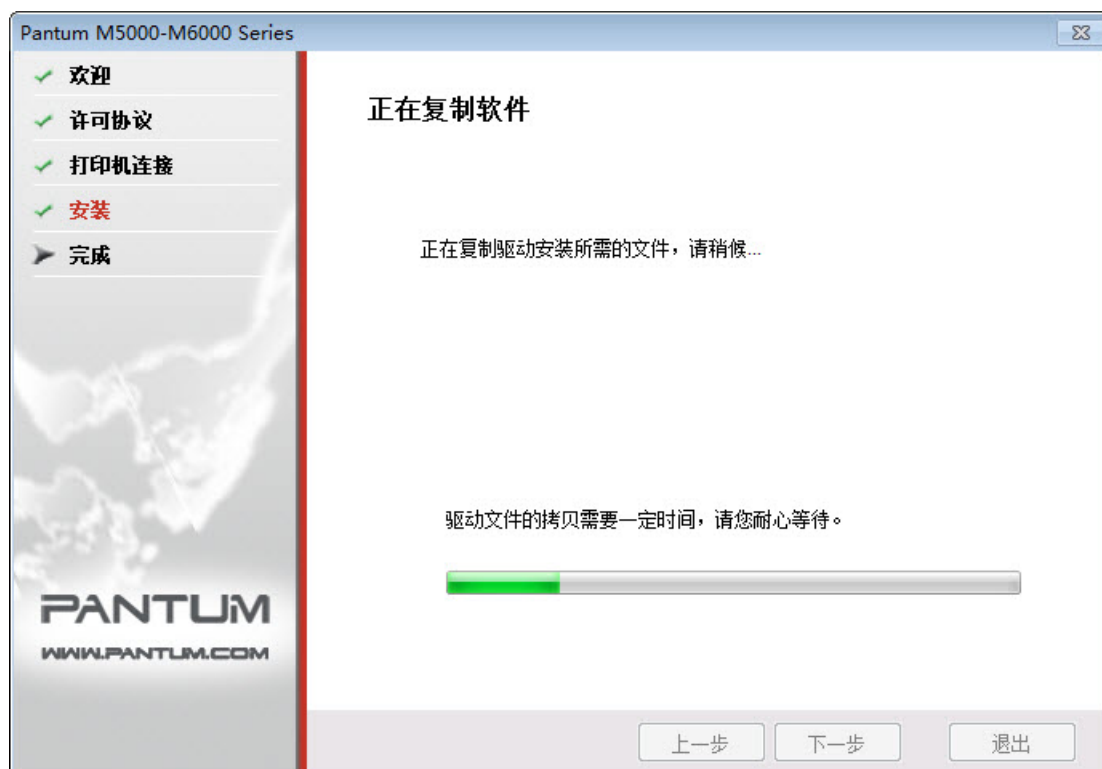 Pantum M5000-M6000 Series
欢迎
许可协议
打印机连接
安装
完成
正在复制软件
正在复制驱动安装所需的文件，请稍候...
驱动文件的拷贝需要一定时间，请您耐心等待。
PANTUM
WWW.PANTUM.COM
上一步
下一步
退出